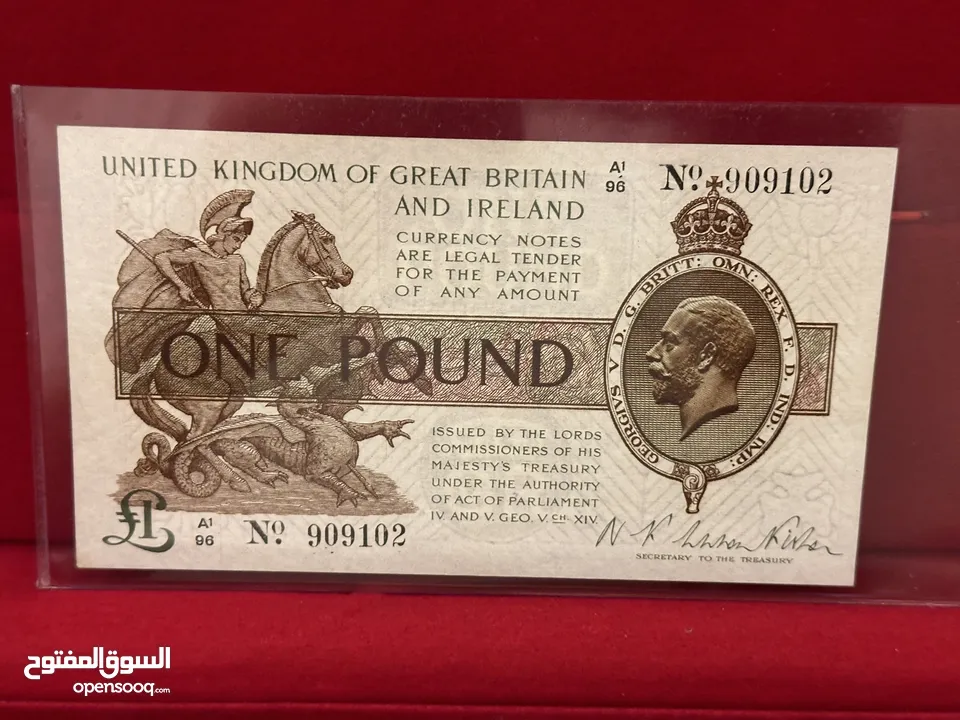 UNITED KINGDOM OF GREAT BRITAIN
AND IRELAND
A1
96
No. 909102
CURRENCY NOTES
ARE LEGAL TENDER
FOR THE PAYMENT
OF ANY AMOUNT
GEORGIVS V D. G. BRITT: OMN: REX F. D. IND: IMP:
ONE POUND
ISSUED BY THE LORDS
COMMISSIONERS OF HIS
MAJESTY'S TREASURY
UNDER THE AUTHORITY
OF ACT OF PARLIAMENT
IV. AND V. GEO. V. CH. XIV.
£1
A1
96
No. 909102
SECRETARY TO THE TREASURY
السوق المفتوح
opensooq.com